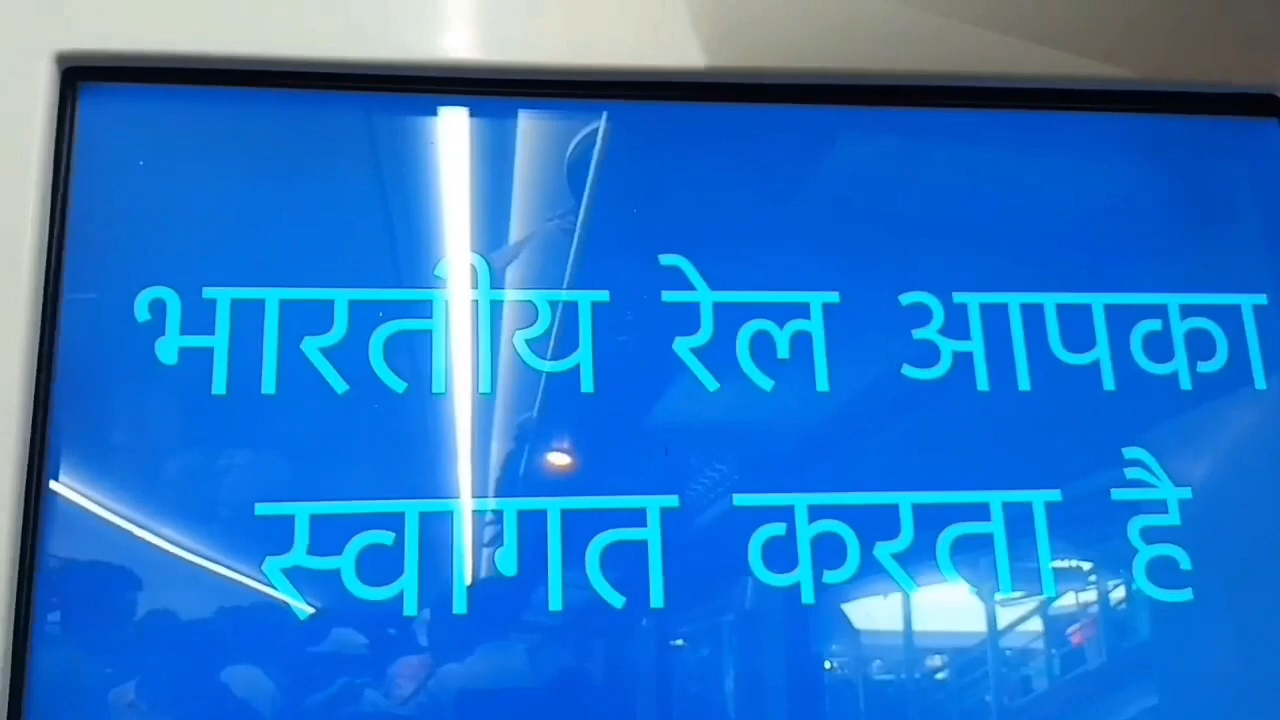 भारतीय रेल आपका
स्वागत करता है